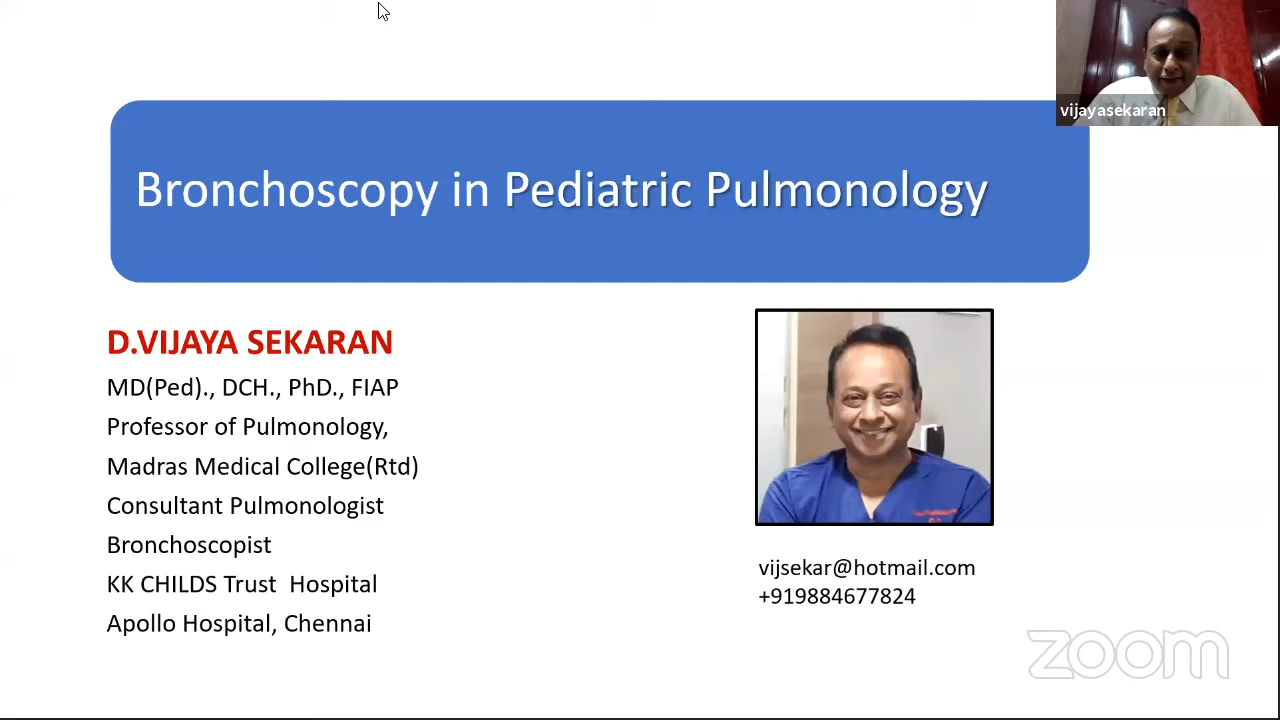 vijayasekaran
Bronchoscopy in Pediatric Pulmonology
D.VIJAYA SEKARAN
MD(Ped)., DCH., PhD., FIAP
Professor of Pulmonology,
Madras Medical College(Rtd)
Consultant Pulmonologist
Bronchoscopist
KK CHILDS Trust Hospital
Apollo Hospital, Chennai
vijsekar@hotmail.com
+919884677824
zoom